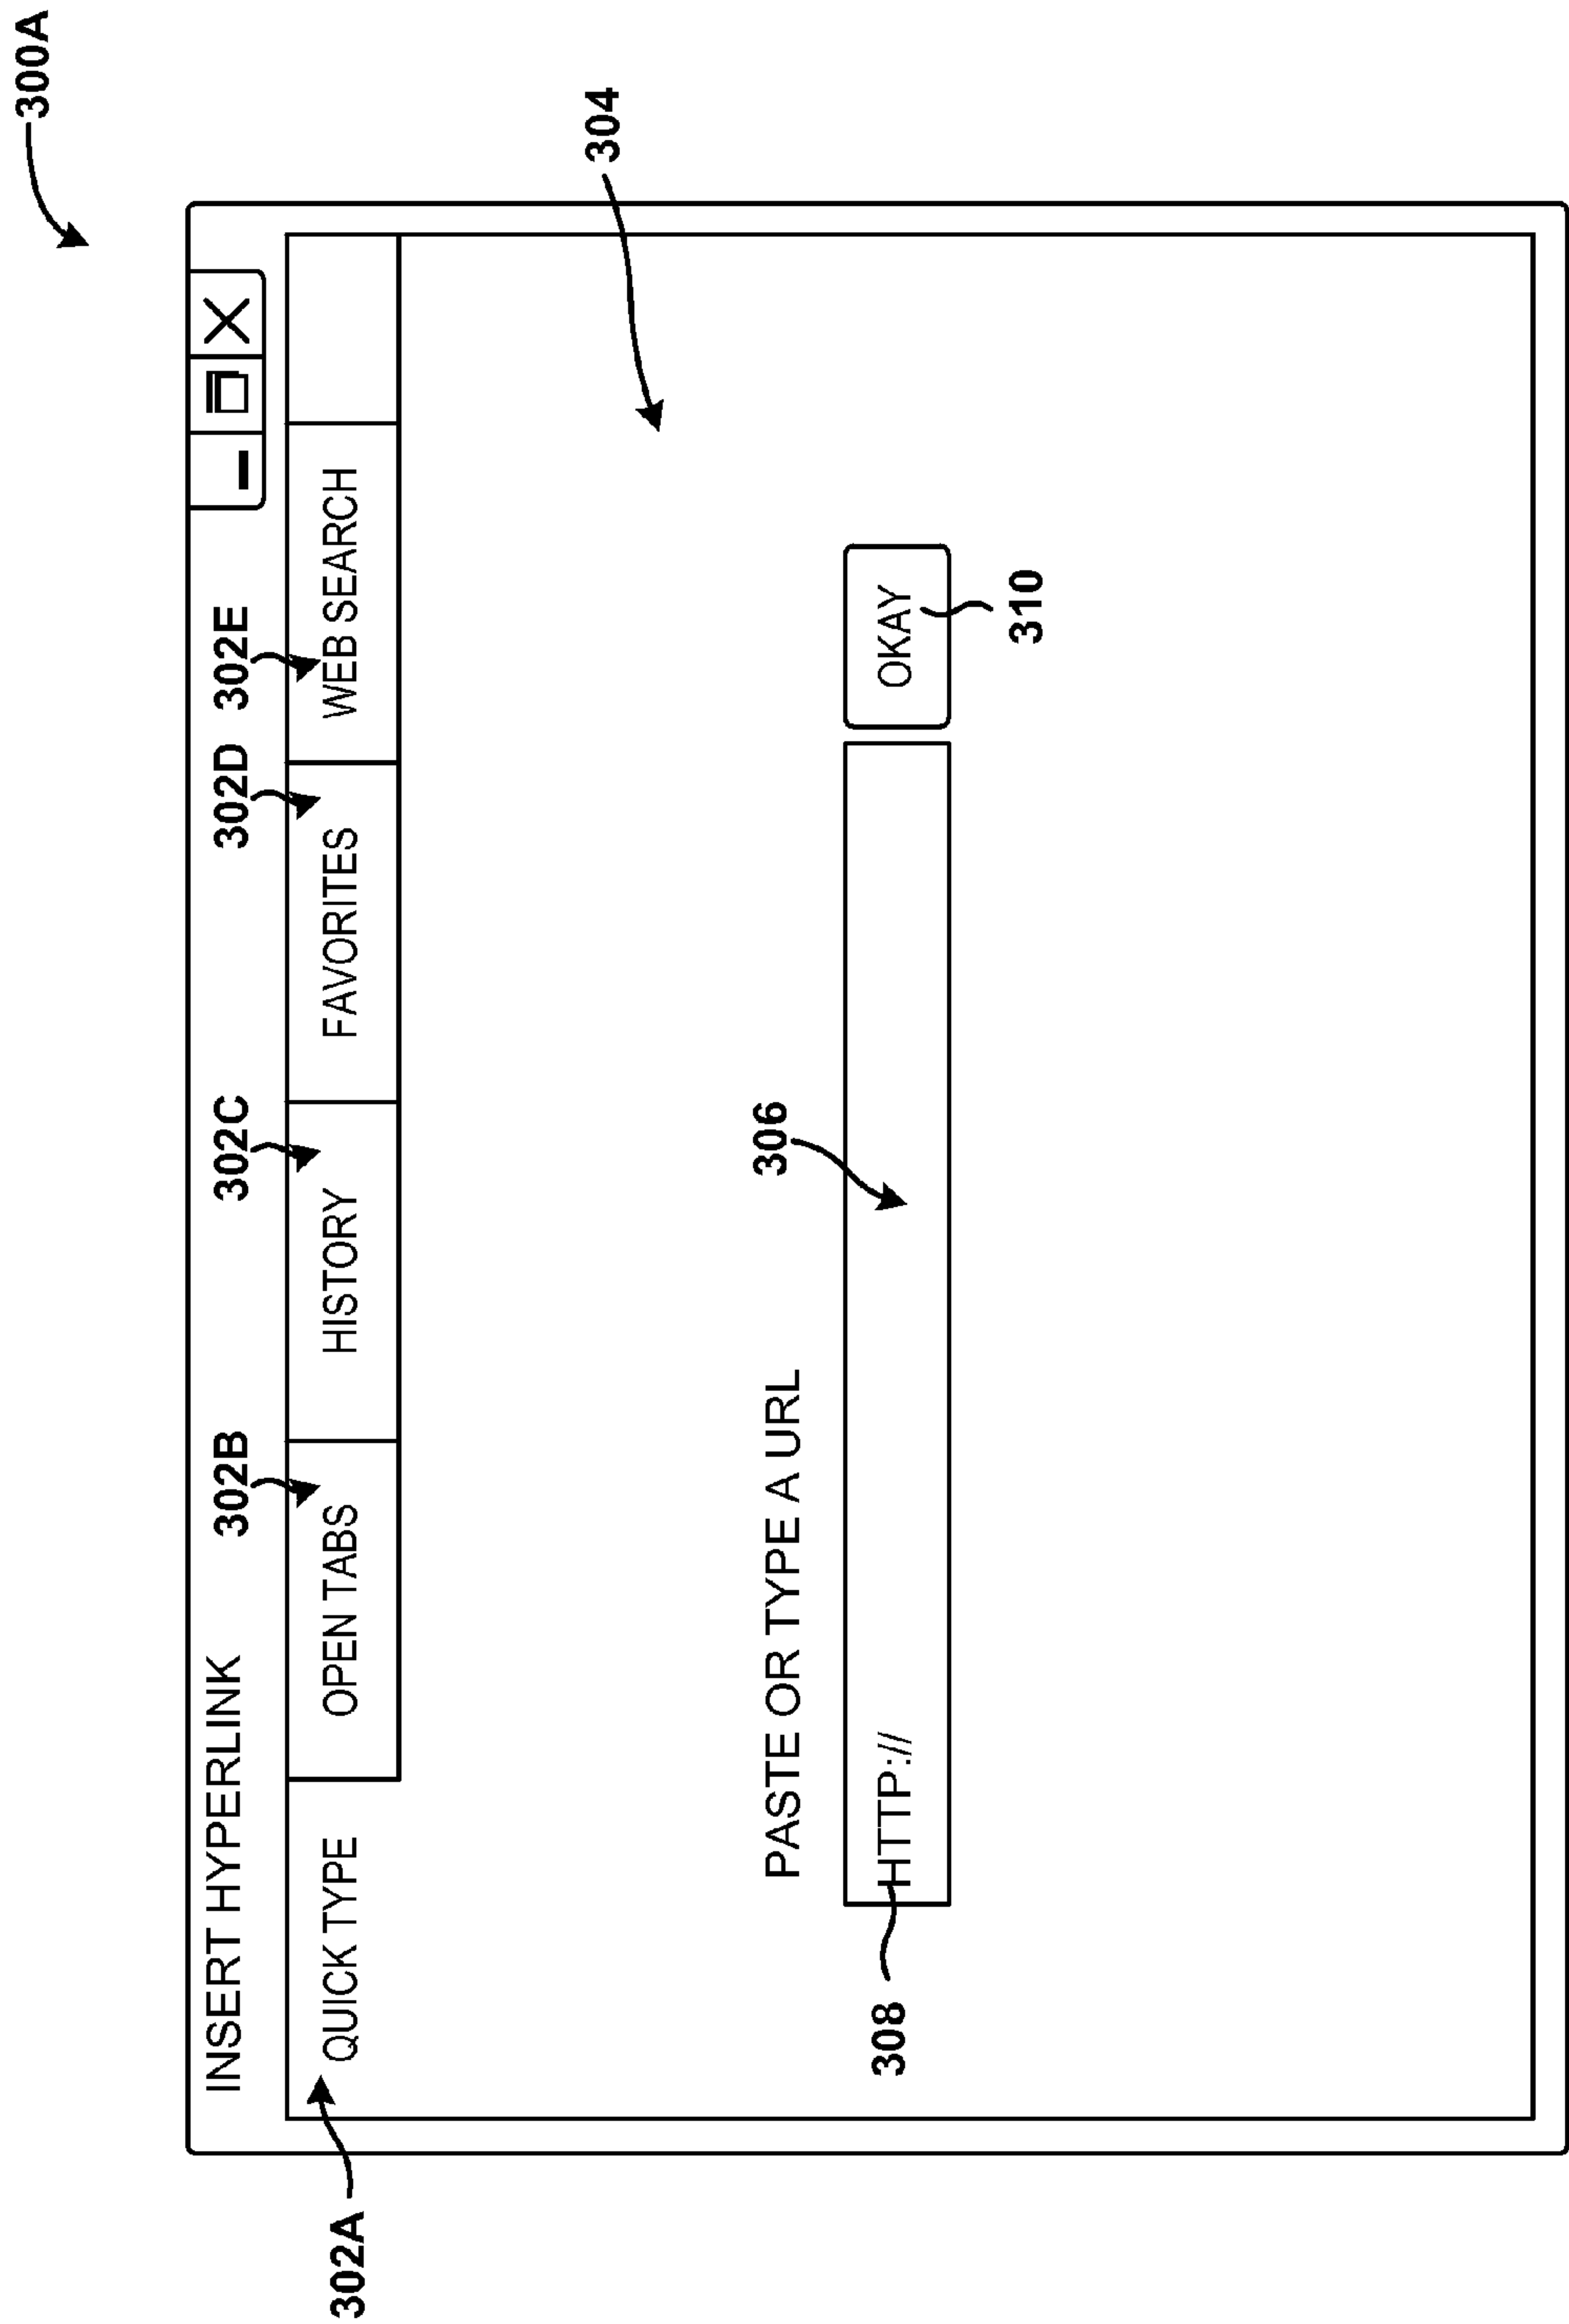 300A
INSERT HYPERLINK
302B
302C
302D
302E
302A
QUICK TYPE
OPEN TABS
HISTORY
FAVORITES
WEB SEARCH
304
PASTE OR TYPE A URL
306
308
HTTP://
OKAY
310